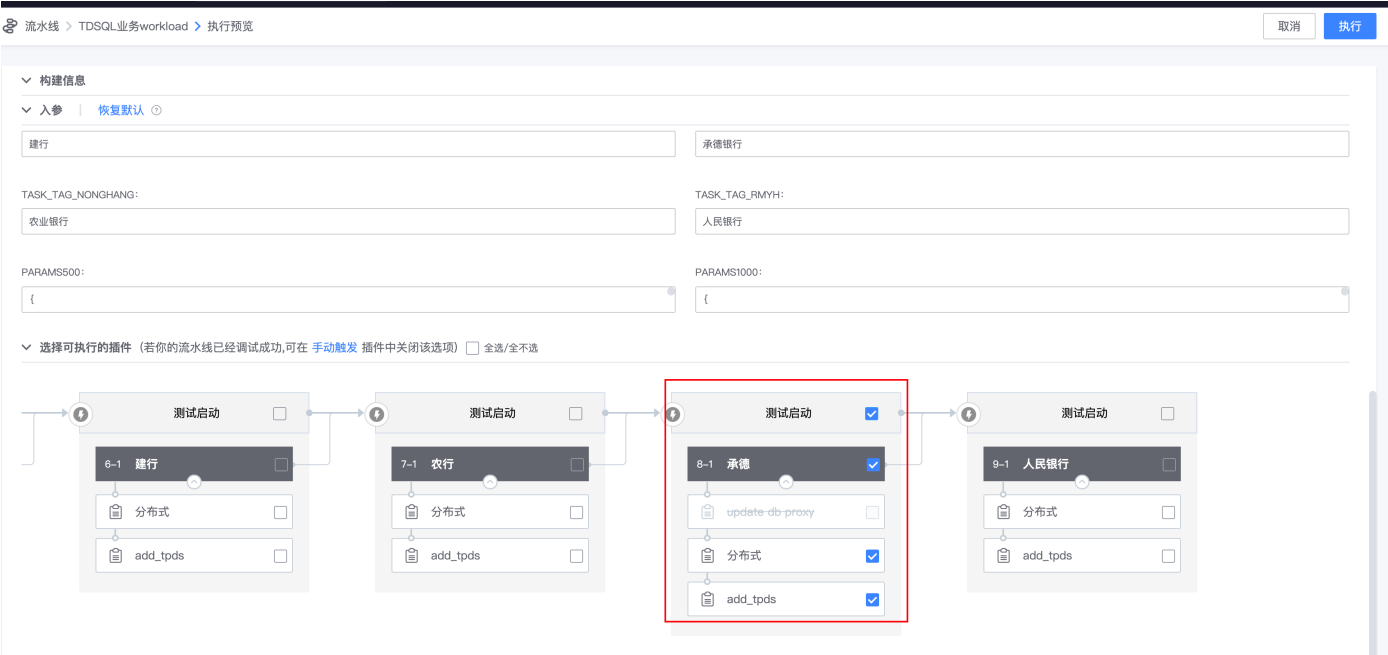 流水线 > TDSQL业务workload > 执行预览
取消
执行
构建信息
入参 | 恢复默认
建行
承德银行
TASK_TAG_NONGHANG:
TASK_TAG_RMYH:
农业银行
人民银行
PARAMS500:
PARAMS1000:
{
{
选择可执行的插件 (若你的流水线已经调试成功,可在 手动触发 插件中关闭该选项) 全选/全不选
测试启动
6-1 建行
分布式
add_tpds
测试启动
7-1 农行
分布式
add_tpds
测试启动
8-1 承德
update db proxy
分布式
add_tpds
测试启动
9-1 人民银行
分布式
add_tpds